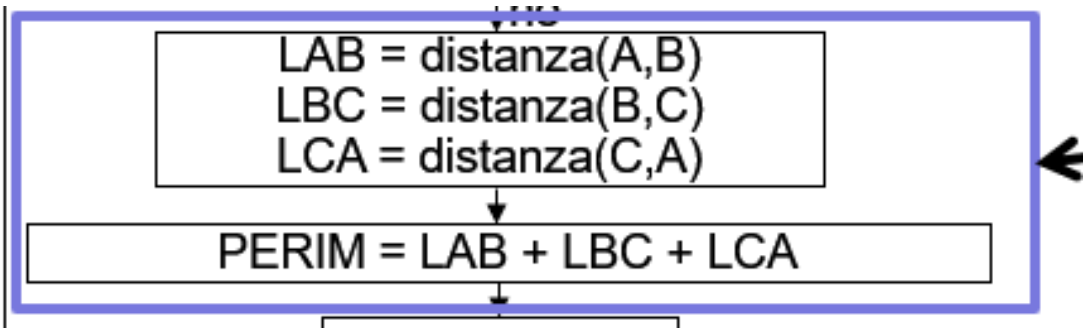 LAB = distanza(A,B)
LBC = distanza(B,C)
LCA = distanza(C,A)
PERIM = LAB + LBC + LCA